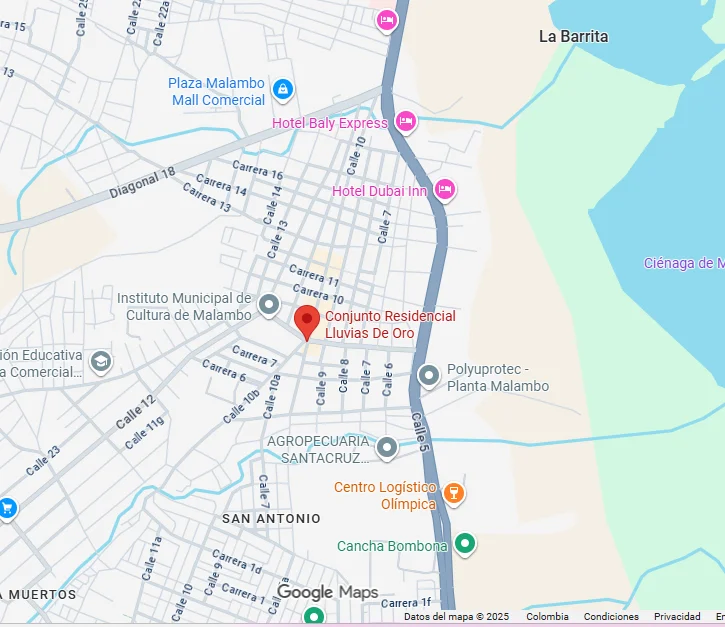 La Barrita
Calle 22a
Calle 2
Calle 25
rra 15
13
Plaza Malambo
Mall Comercial
Hotel Baly Express
Calle 10
Diagonal 18
Carrera 16
Carrera 14
Carrera 13
Calle 14
Calle 13
Hotel Dubai Inn
Calle 7
Ciénaga de M
Carrera 11
Carrera 10
Instituto Municipal de
Cultura de Malambo
Conjunto Residencial
Lluvias De Oro
ión Educativa
a Comercial...
Carrera 7
Carrera 6
Calle 9
Calle 8
Calle 7
Calle 6
Polyuprotec -
Planta Malambo
Calle 10a
Calle 10b
Calle 12
Calle 11g
Calle 5
Calle 23
AGROPECUARIA
SANTACRUZ...
Calle 7
Centro Logístico
Olímpica
SAN ANTONIO
Cancha Bombona
Calle 11a
Carrera 1d
Calle 9
Carrera 1
Calle 10
A MUERTOS
Google Maps
Carrera 1f
Datos del mapa © 2025 Colombia Condiciones Privacidad